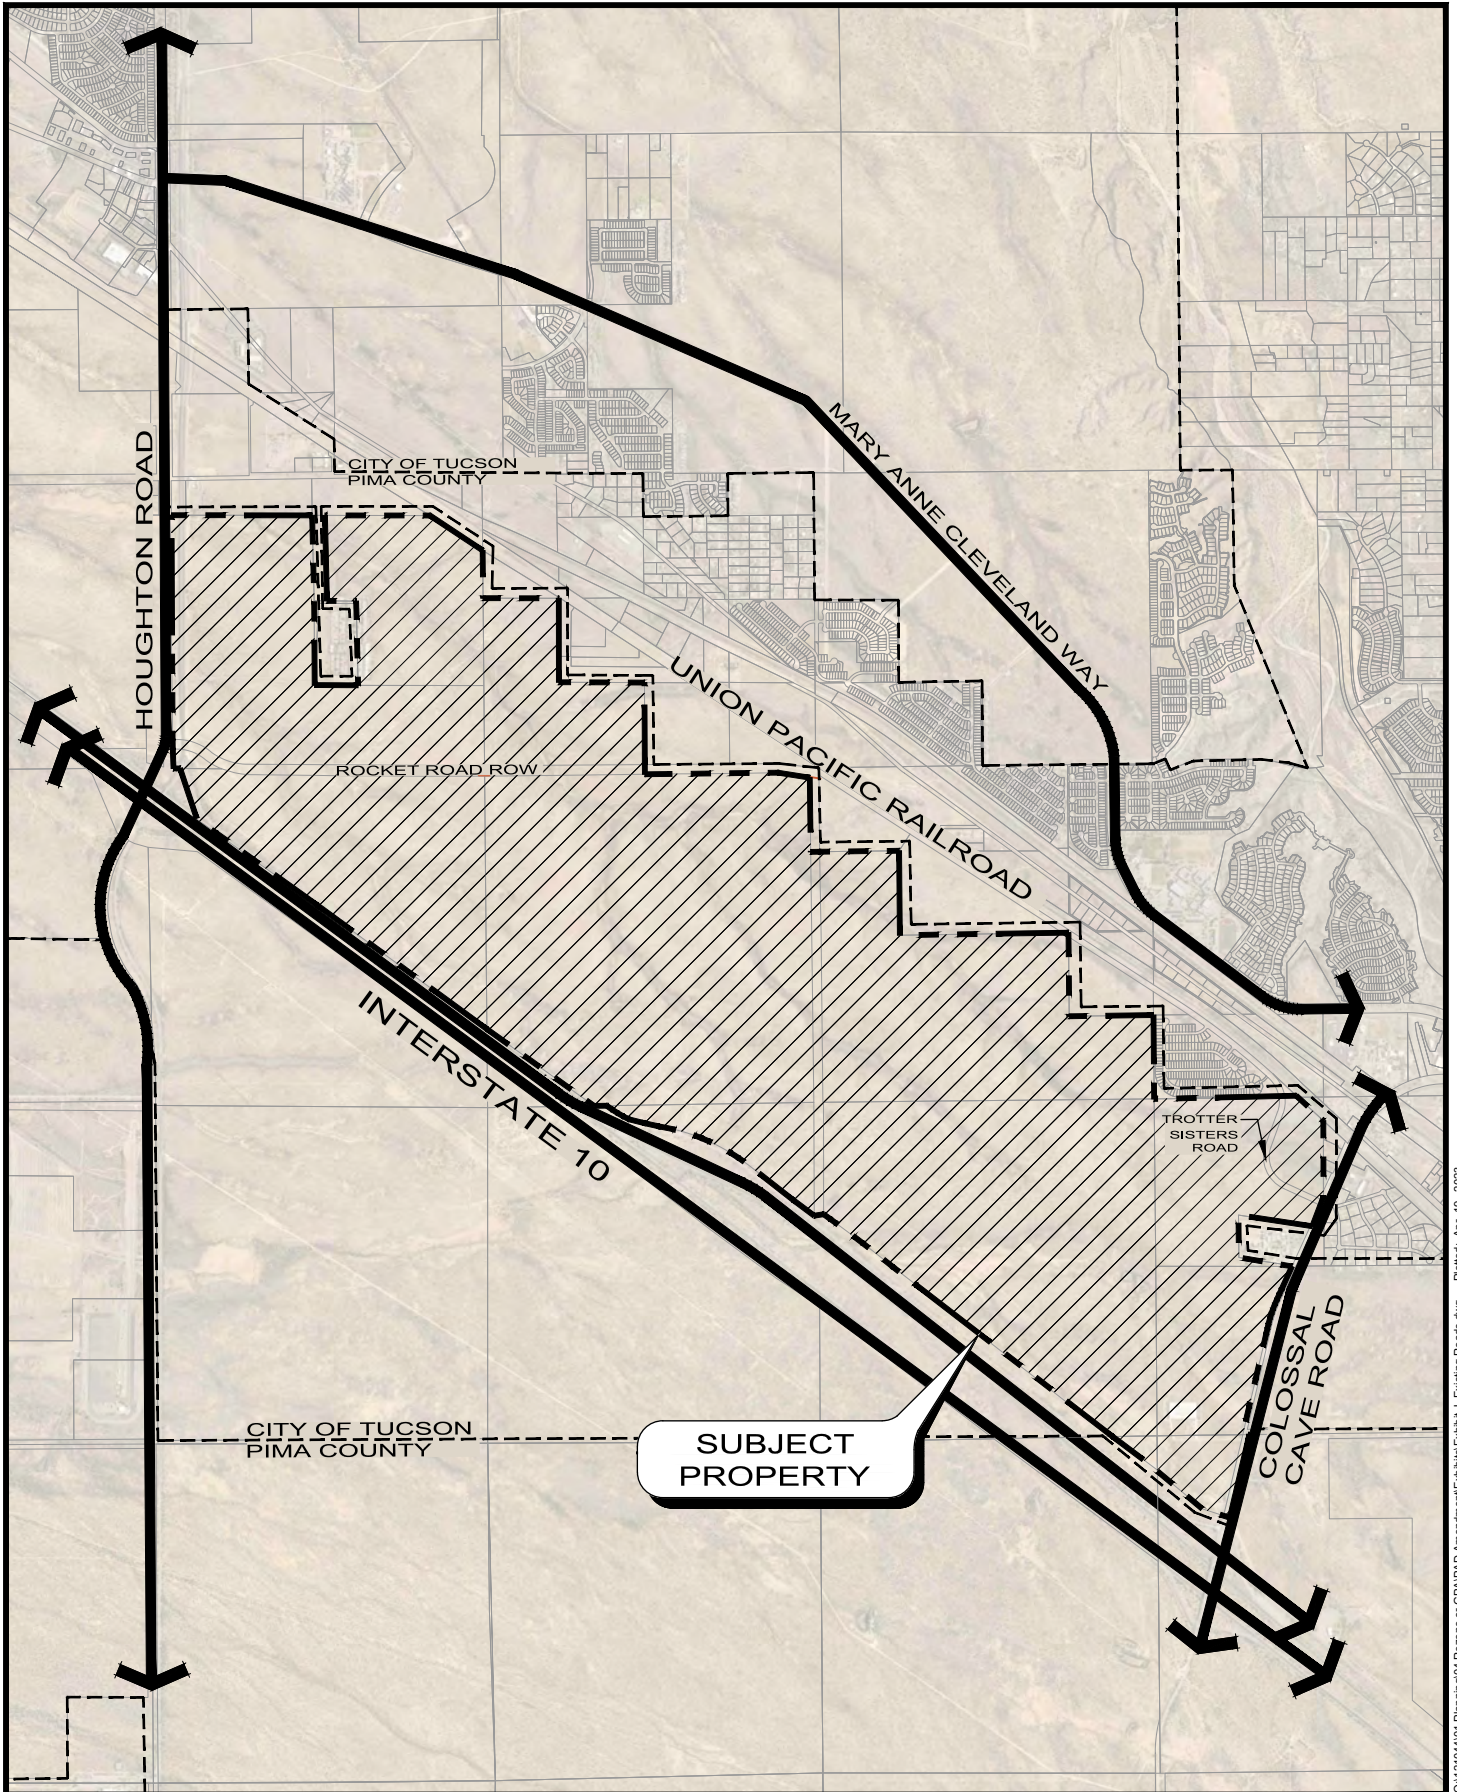 CITY OF TUCSON
PIMA COUNTY
HOUGHTON ROAD
MARY ANNE CLEVELAND WAY
UNION PACIFIC RAILROAD
ROCKET ROAD ROW
INTERSTATE 10
TROTTER
SISTERS
ROAD
COLOSSAL
CAVE ROAD
CITY OF TUCSON
PIMA COUNTY
SUBJECT
PROPERTY